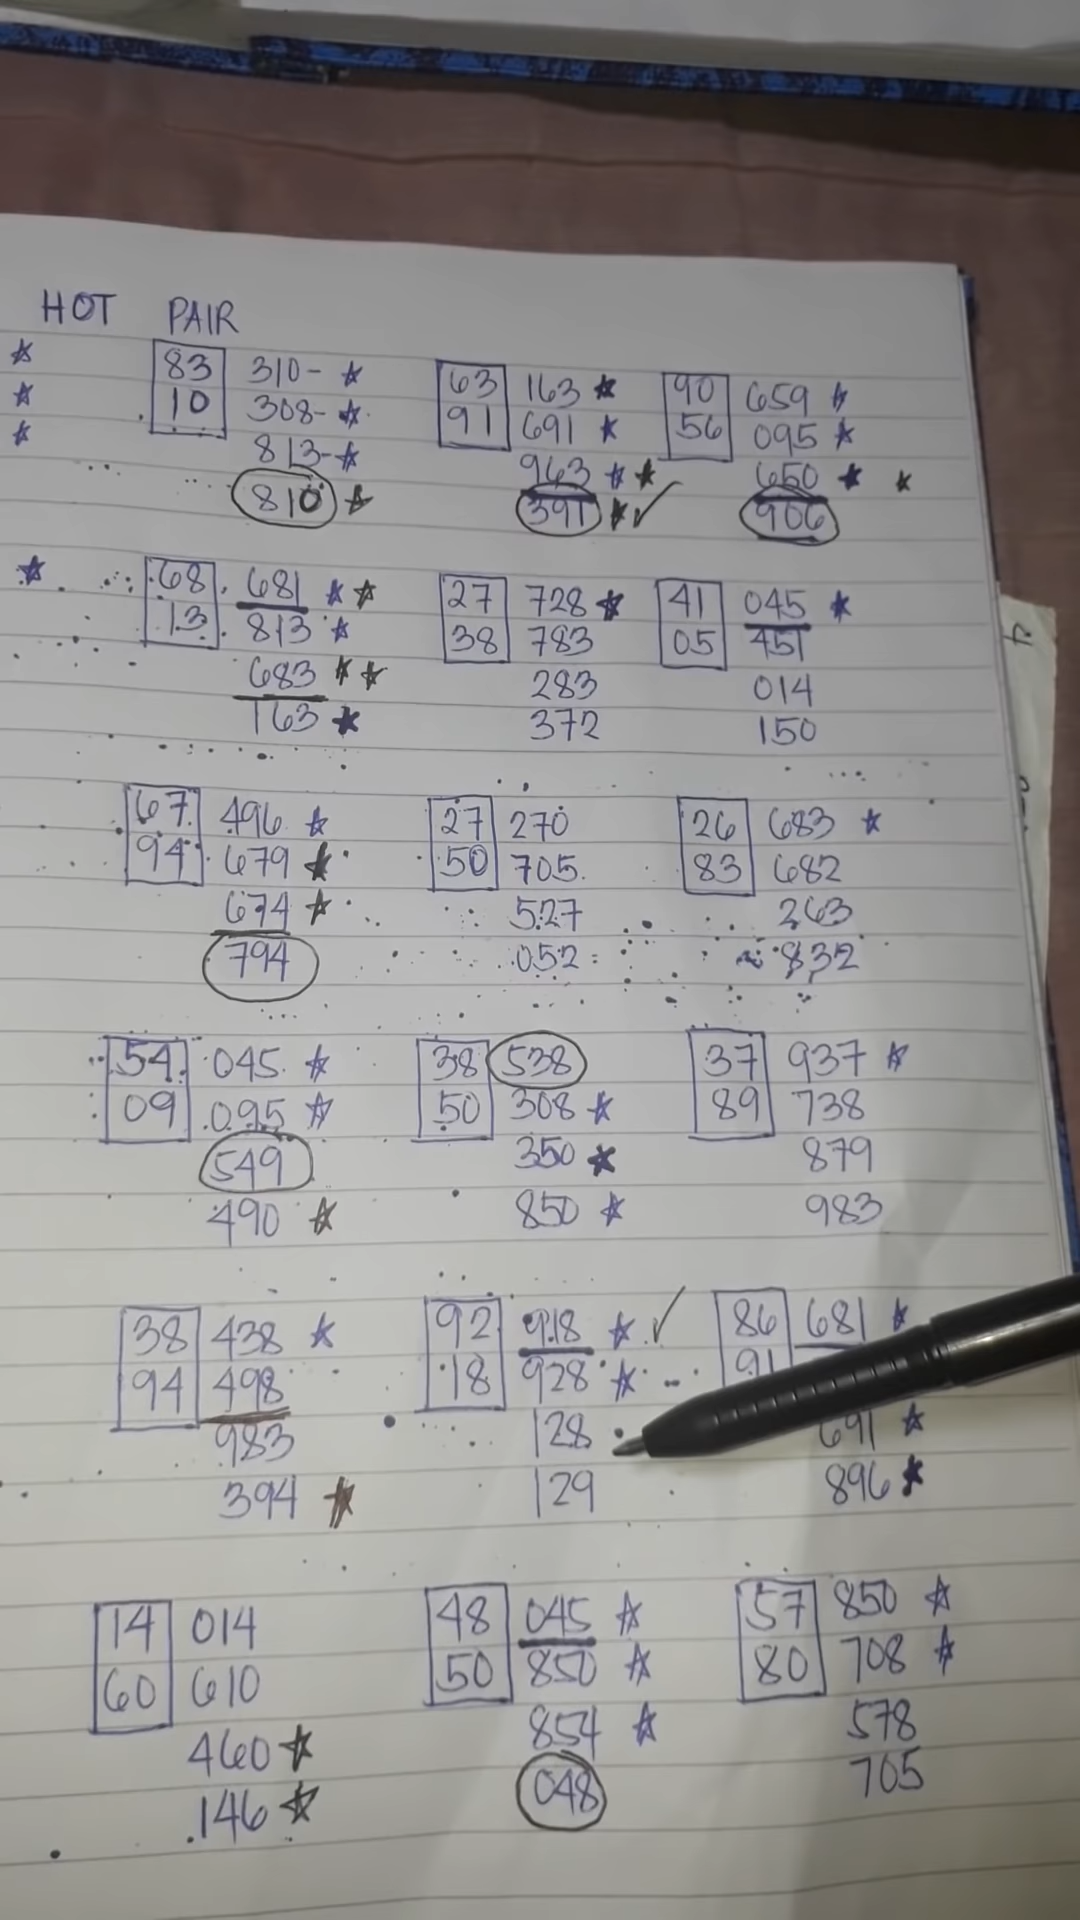 HOT PAIR
83 310- 63 163 90 659
10 308- 91 691 56 095
813- 963 650
810 391 906
68 681 27 728 41 045
13 813 38 783 05 451
683 283 014
163 372 150
67 496 27 270 26 683
94 679 50 705 83 682
674 527 263
794 052 832
54 045 38 538 37 937
09 095 50 308 89 738
549 350 879
490 850 983
38 438 92 918 86 681
94 498 18 928 91
983 128 691
394 129 896
14 014 48 045 57 850
60 610 50 850 80 708
460 854 578
146 048 705